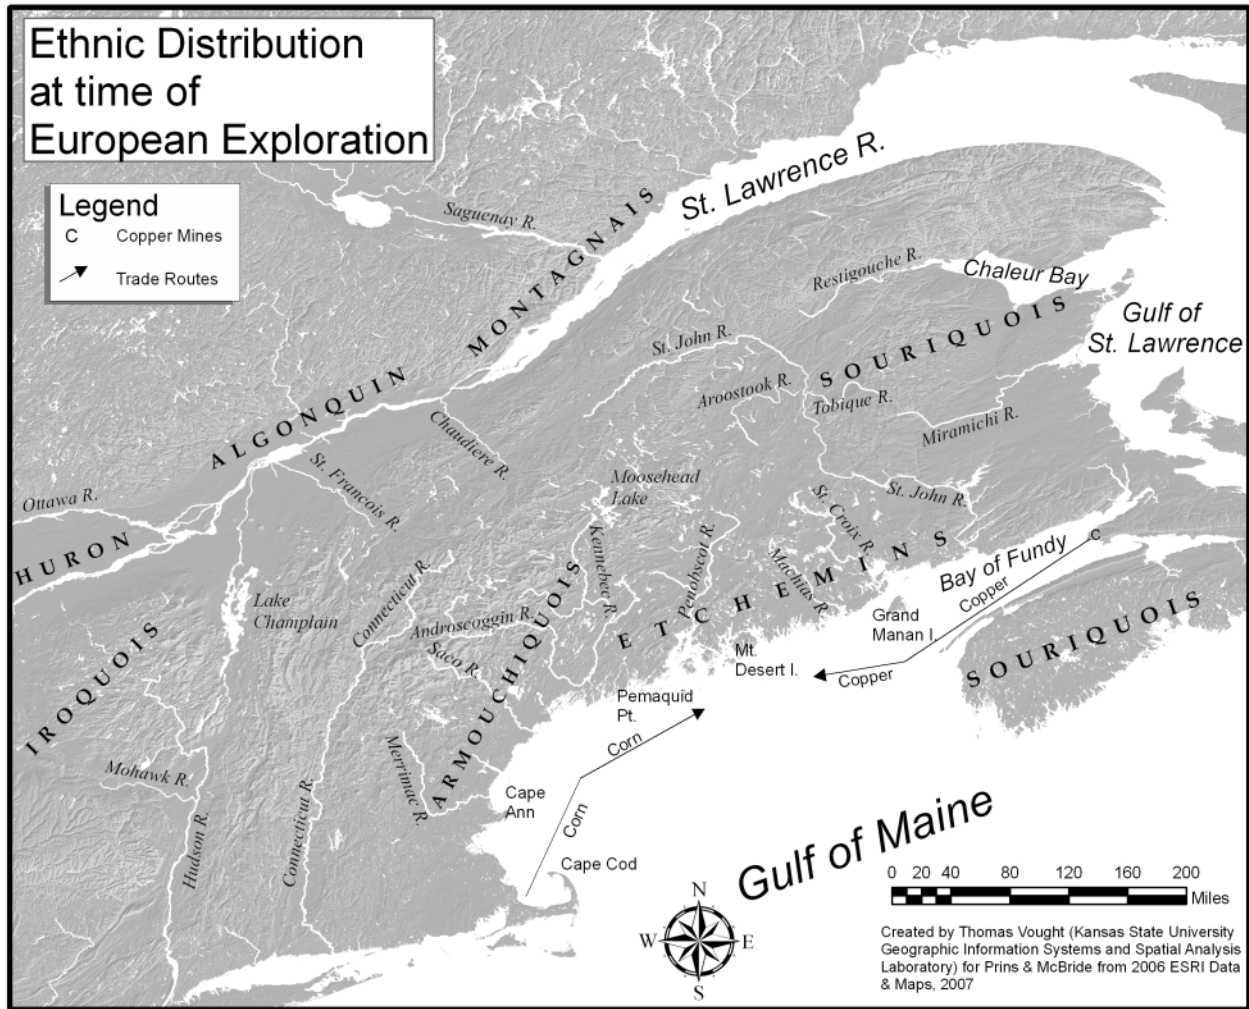 Ethnic Distribution
at time of
European Exploration
Legend
C Copper Mines
Trade Routes
Saguenay R.
St. Lawrence R.
MONTAGNAIS
Restigouche R.
Chaleur Bay
Gulf of
St. Lawrence
SOURIQUOIS
St. John R.
Aroostook R.
Tobique R.
Miramichi R.
ALGONQUIN
Chaudiere R.
St. Francois R.
Ottawa R.
HURON
Moosehead
Lake
St. John R.
St. Croix R.
Kennebec R.
Penobscot R.
Machias R.
ETCHEMINS
Bay of Fundy
C
Copper
Grand
Manan I.
Copper
SOURIQUOIS
Lake
Champlain
Connecticut R.
Androscoggin R.
Saco R.
Mt.
Desert I.
Pemaquid
Pt.
Corn
IROQUOIS
ARMOUCHIQUOIS
Mohawk R.
Merrimac R.
Cape
Ann
Corn
Hudson R.
Connecticut R.
Cape Cod
Gulf of Maine
N
W E
S
0 20 40 80 120 160 200
Miles
Created by Thomas Vought (Kansas State University
Geographic Information Systems and Spatial Analysis
Laboratory) for Prins & McBride from 2006 ESRI Data
& Maps, 2007